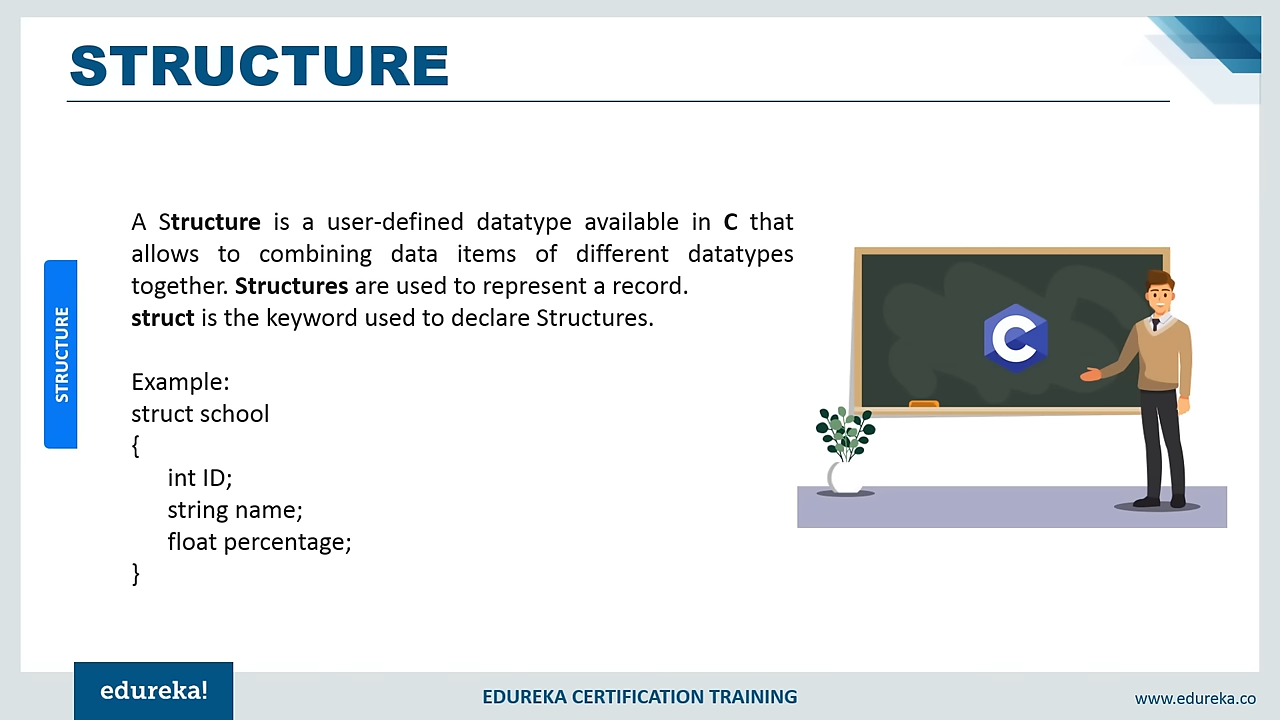 STRUCTURE
A Structure is a user-defined datatype available in C that
allows to combining data items of different datatypes
together. Structures are used to represent a record.
struct is the keyword used to declare Structures.
STRUCTURE
Example:
struct school
{
int ID;
string name;
float percentage;
}
C
edureka!
EDUREKA CERTIFICATION TRAINING
www.edureka.co